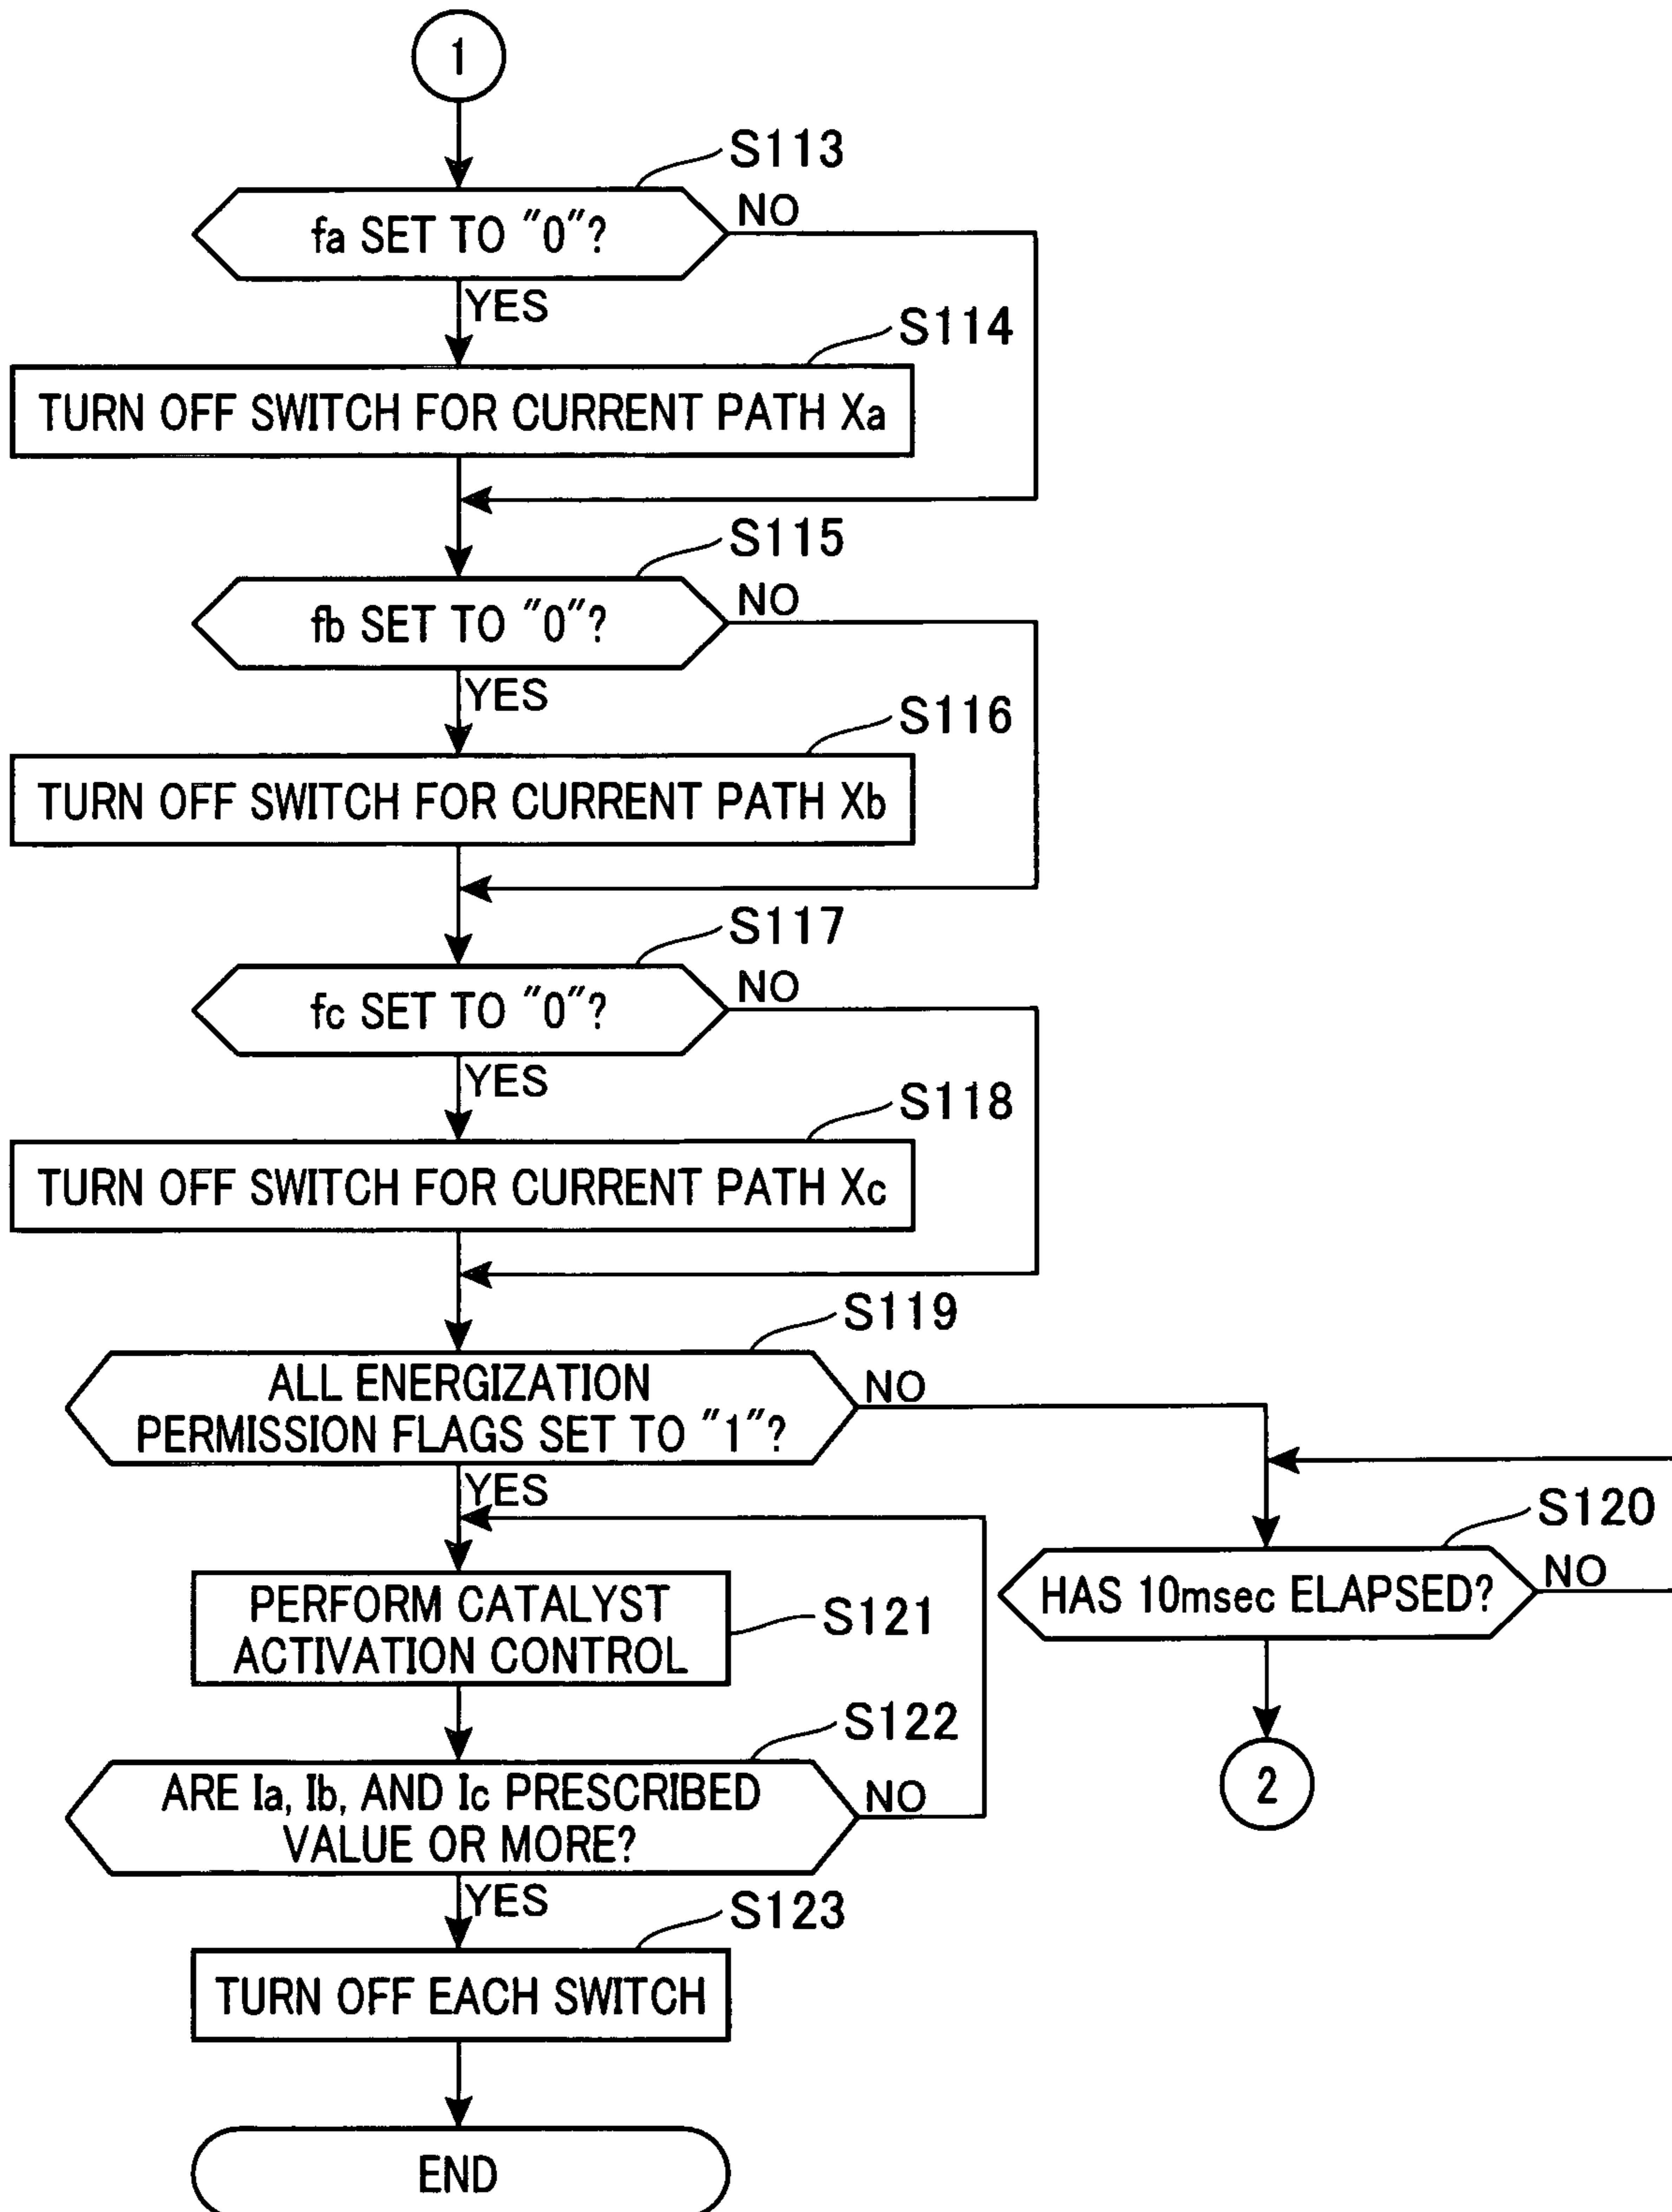 1
S113
fa SET TO "0"?
NO
YES
S114
TURN OFF SWITCH FOR CURRENT PATH Xa
S115
fb SET TO "0"?
NO
YES
S116
TURN OFF SWITCH FOR CURRENT PATH Xb
S117
fc SET TO "0"?
NO
YES
S118
TURN OFF SWITCH FOR CURRENT PATH Xc
S119
ALL ENERGIZATION
PERMISSION FLAGS SET TO "1"?
NO
YES
S120
HAS 10msec ELAPSED?
NO
2
PERFORM CATALYST
ACTIVATION CONTROL
S121
S122
ARE Ia, Ib, AND Ic PRESCRIBED
VALUE OR MORE?
NO
YES
S123
TURN OFF EACH SWITCH
END